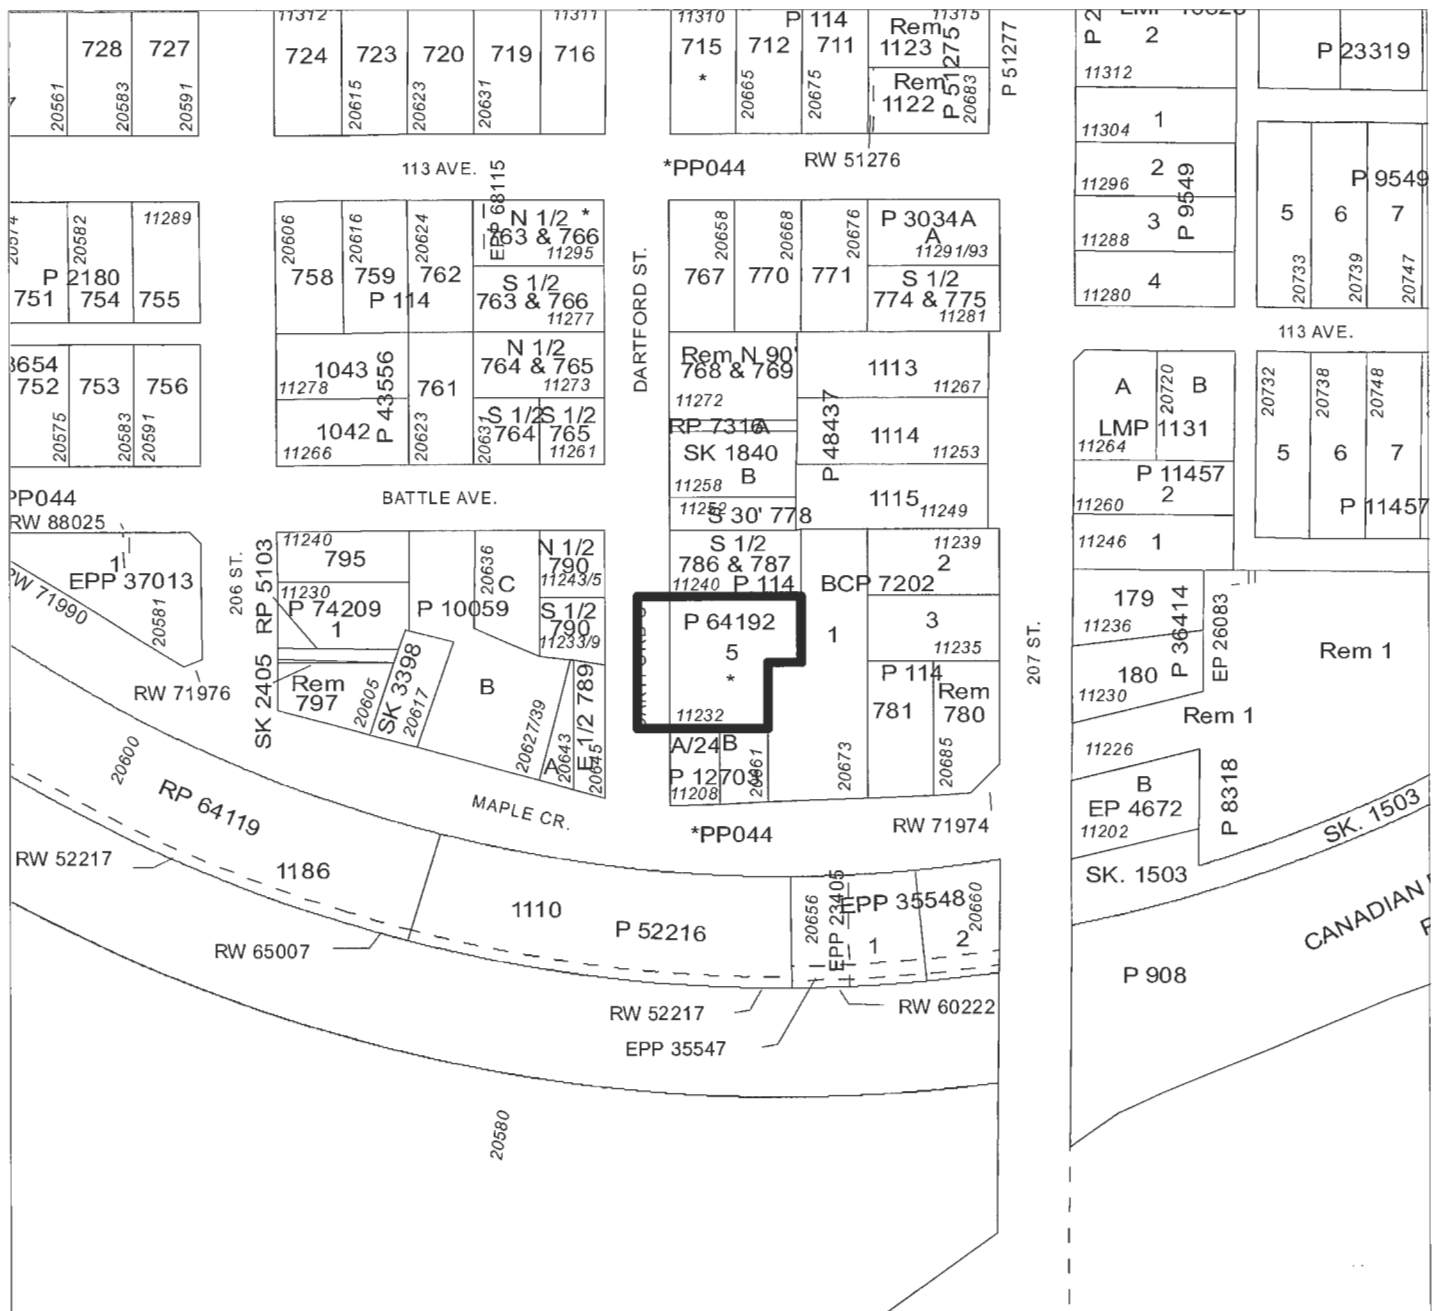 11312
11311
11310
P 114
11315
728
727
724
723
720
719
716
715
712
711
Rem
1123
P 51275
P 51277
2
P 23319
*
Rem
1122
20561
20583
20591
20615
20623
20631
20665
20675
20683
11312
1
11304
113 AVE.
*PP044
RW 51276
2
11296
P 9549
P 9549
EPP 68115
11289
20582
20606
20616
20624
N 1/2 *
763 & 766
11295
20658
20668
20676
P 3034A
A
11291/93
3
11288
5
6
7
P 2180
751
754
755
758
759
762
P 114
S 1/2
763 & 766
11277
DARTFORD ST.
767
770
771
S 1/2
774 & 775
11281
4
11280
20733
20739
20747
113 AVE.
752
753
756
1043
11278
P 43556
761
N 1/2
764 & 765
11273
Rem N 90'
768 & 769
11272
1113
11267
A
20720
B
LMP 1131
11264
20732
20738
20748
20575
20583
20591
1042
11266
20623
20631
S 1/2
764
S 1/2
765
11261
RP 7316A
SK 1840
B
11258
P 48437
1114
11253
P 11457
2
11260
5
6
7
P 11457
BATTLE AVE.
11252
S 30' 778
1115
11249
11246
1
RW 88025
1
EPP 37013
20581
206 ST.
RP 5103
11240
795
11230
P 74209
1
P 10059
20636
C
N 1/2
790
11243/5
S 1/2
790
11233/9
S 1/2
786 & 787
11240
P 114
BCP 7202
11239
2
3
11235
1
179
11236
P 36414
EP 26083
Rem 1
P 64192
5
*
11232
207 ST.
180
11230
Rem 1
RW 71976
SK 2405
Rem
797
20605
SK 3398
20617
B
20627/39
A
20643
E 1/2 789
20645
A/24
B
P 12703
11208
20661
20673
P 114
781
Rem
780
20685
11226
B
EP 4672
11202
P 8318
20600
RP 64119
MAPLE CR.
*PP044
RW 71974
SK. 1503
SK. 1503
RW 52217
1186
1110
P 52216
20656
EPP 23405
EPP 35548
20660
1
2
CANADIAN
RW 65007
P 908
RW 52217
RW 60222
EPP 35547
20580